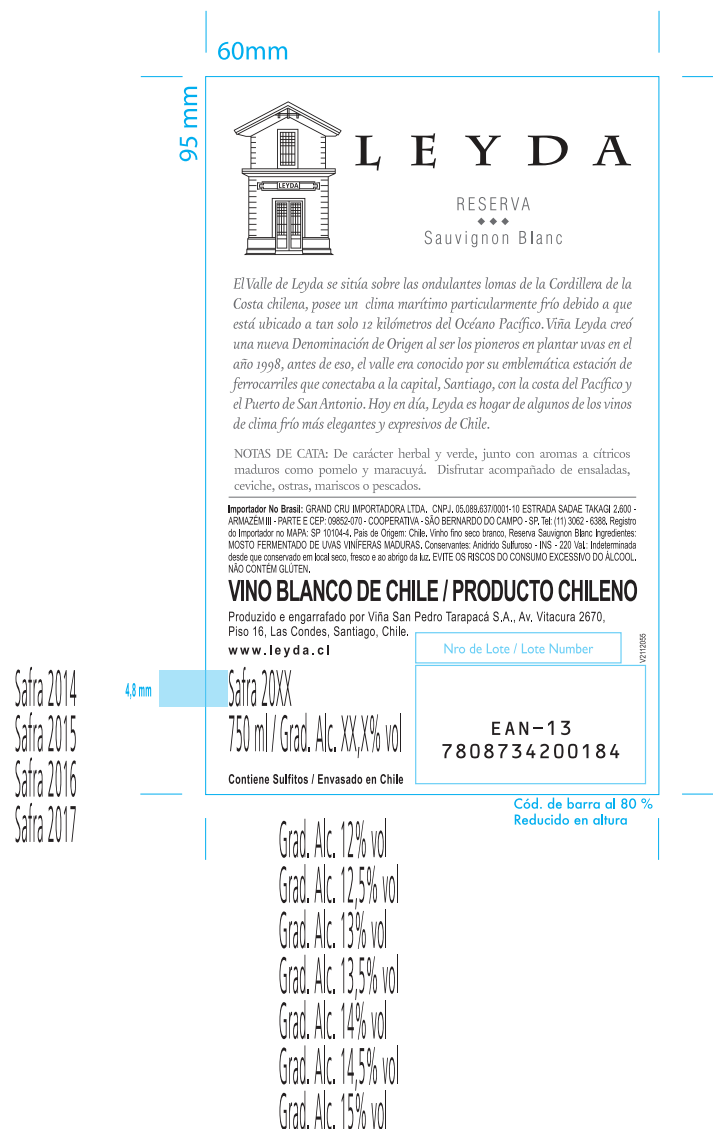 60mm
95 mm
LEYDA
LEYDA
RESERVA
Sauvignon Blanc
El Valle de Leyda se sitúa sobre las ondulantes lomas de la Cordillera de la
Costa chilena, posee un clima marítimo particularmente frío debido a que
está ubicado a tan solo 12 kilómetros del Océano Pacífico. Viña Leyda creó
una nueva Denominación de Origen al ser los pioneros en plantar uvas en el
año 1998, antes de eso, el valle era conocido por su emblemática estación de
ferrocarriles que conectaba a la capital, Santiago, con la costa del Pacífico y
el Puerto de San Antonio. Hoy en día, Leyda es hogar de algunos de los vinos
de clima frío más elegantes y expresivos de Chile.
NOTAS DE CATA: De carácter herbal y verde, junto con aromas a cítricos
maduros como pomelo y maracuyá. Disfrutar acompañado de ensaladas,
ceviche, ostras, mariscos o pescados.
Importador No Brasil: GRAND CRU IMPORTADORA LTDA. CNPJ. 05.089.637/0001-10 ESTRADA SADAE TAKAGI 2.600 -
ARMAZÉM III - PARTE E CEP: 09852-070 - COOPERATIVA - SÃO BERNARDO DO CAMPO - SP. Tel: (11) 3062 - 6388. Registro
do Importador no MAPA: SP 10104-4. Pais de Origem: Chile. Vinho fino seco branco, Reserva Sauvignon Blanc Ingredientes:
MOSTO FERMENTADO DE UVAS VINÍFERAS MADURAS. Conservantes: Anidrido Sulfuroso - INS - 220 Val.: Indeterminada
desde que conservado em local seco, fresco e ao abrigo da luz. EVITE OS RISCOS DO CONSUMO EXCESSIVO DO ÁLCOOL.
NÃO CONTÉM GLÚTEN.
VINO BLANCO DE CHILE / PRODUCTO CHILENO
Produzido e engarrafado por Viña San Pedro Tarapacá S.A., Av. Vitacura 2670,
Piso 16, Las Condes, Santiago, Chile.
www.leyda.cl
Nro de Lote / Lote Number
V2112055
Safra 2014
Safra 2015
Safra 2016
Safra 2017
4,8 mm
Safra 20XX
750 ml / Grad. Alc. XX,X% vol
EAN-13
7808734200184
Contiene Sulfitos / Envasado en Chile
Cód. de barra al 80 %
Reducido en altura
Grad. Alc. 12% vol
Grad. Alc. 12,5% vol
Grad. Alc. 13% vol
Grad. Alc. 13,5% vol
Grad. Alc. 14% vol
Grad. Alc. 14,5% vol
Grad. Alc. 15% vol